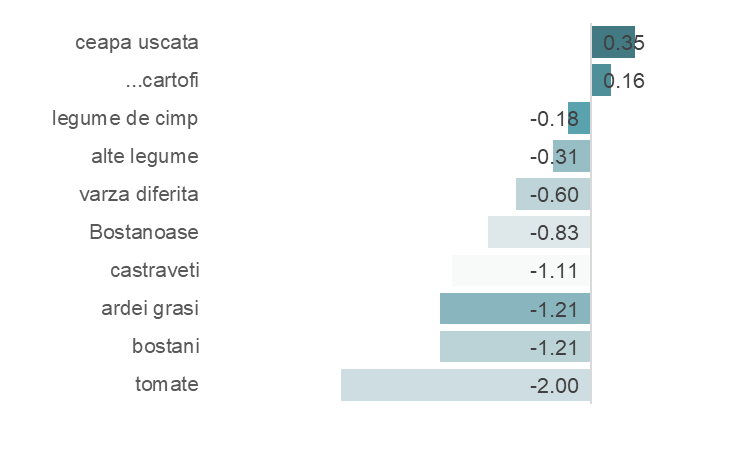 ceapa uscata 0.35
...cartofi 0.16
legume de cimp -0.18
alte legume -0.31
varza diferita -0.60
Bostanoase -0.83
castraveti -1.11
ardei grasi -1.21
bostani -1.21
tomate -2.00